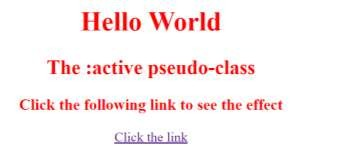 Hello World
The :active pseudo-class
Click the following link to see the effect
Click the link